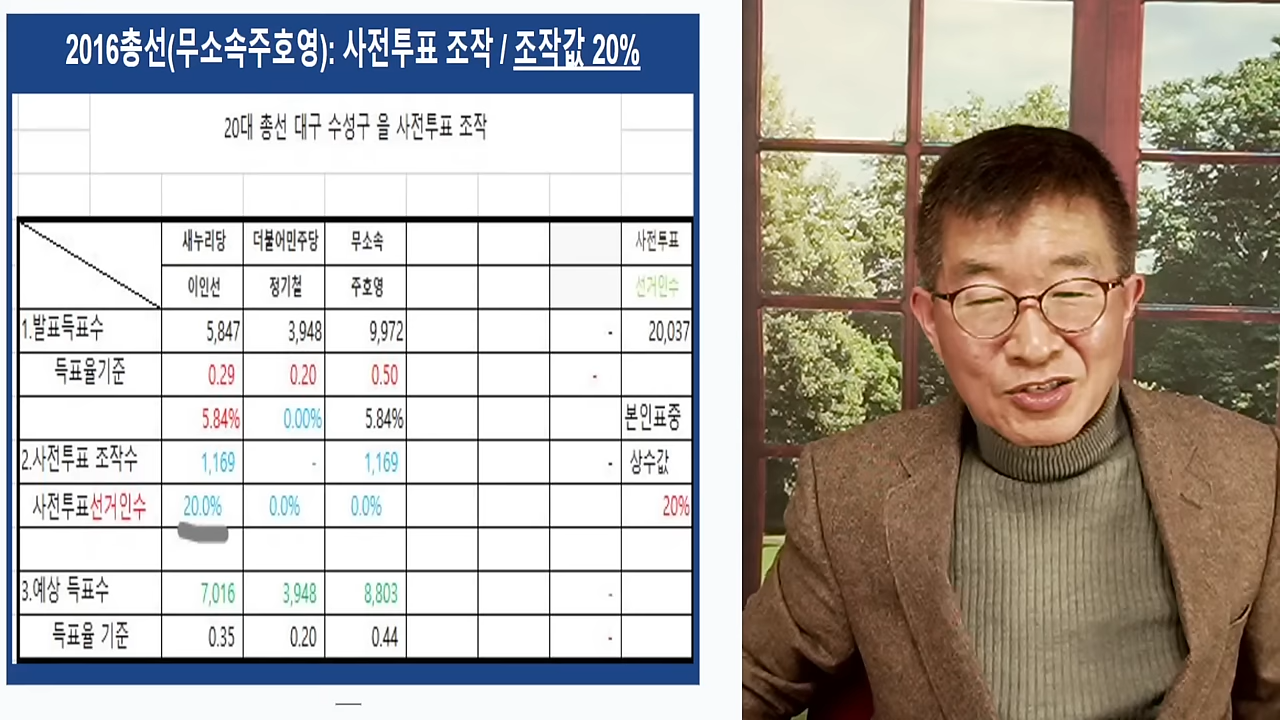 2016총선(무소속주호영): 사전투표 조작 / 조작값 20%
20대 총선 대구 수성구 을 사전투표 조작
새누리당 더불어민주당 무소속 사전투표
이인선 정기철 주호영 선거인수
1.발표득표수 5,847 3,948 9,972 - 20,037
득표율기준 0.29 0.20 0.50 -
5.84% 0.00% 5.84% 본인표중
2.사전투표 조작수 1,169 - 1,169 - 상수값
사전투표선거인수 20.0% 0.0% 0.0% 20%
3.예상 득표수 7,016 3,948 8,803 -
득표율 기준 0.35 0.20 0.44 -